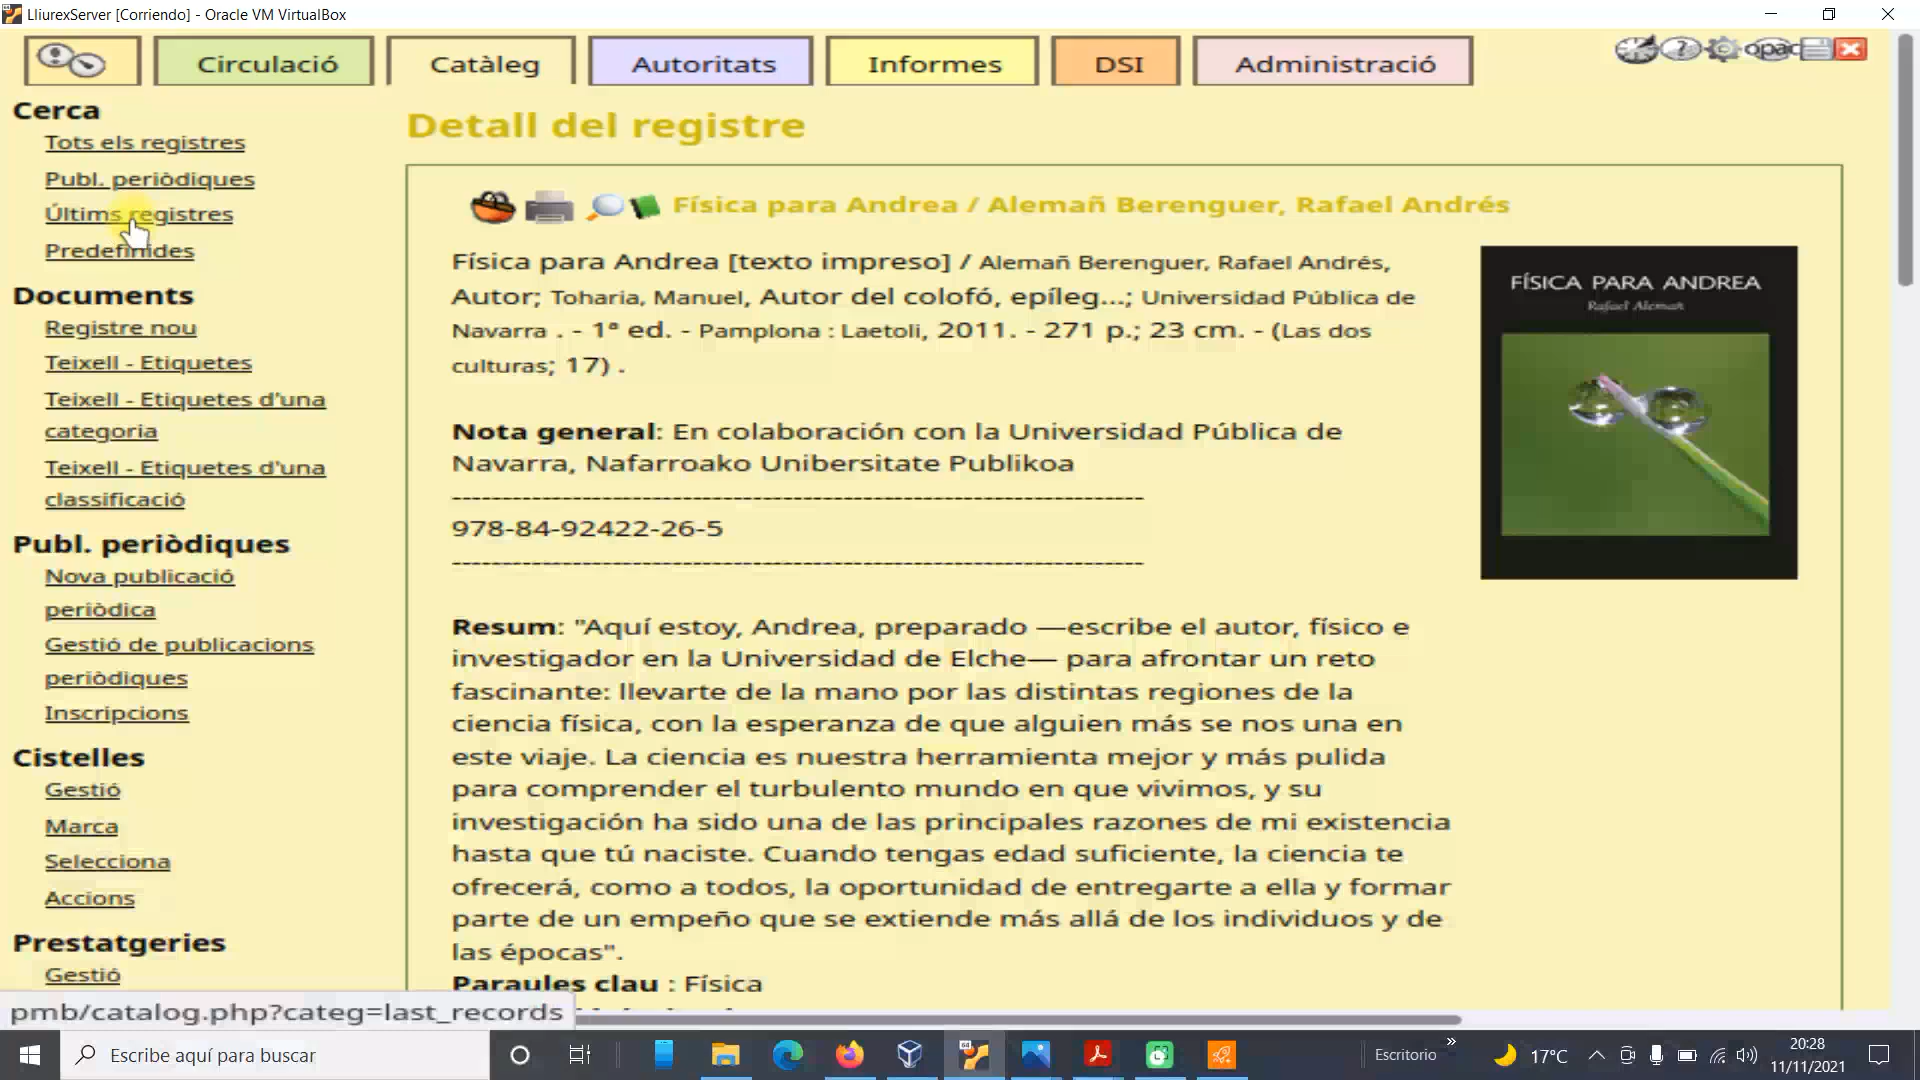 LliurexServer [Corriendo] - Oracle VM VirtualBox
Circulació
Catàleg
Autoritats
Informes
DSI
Administració
opac
Cerca
Tots els registres
Publ. periòdiques
Últims registres
Predefinides
Documents
Registre nou
Teixell - Etiquetes
Teixell - Etiquetes d'una
categoria
Teixell - Etiquetes d'una
classificació
Publ. periòdiques
Nova publicació
periòdica
Gestió de publicacions
periòdiques
Inscripcions
Cistelles
Gestió
Marca
Selecciona
Accions
Prestatgeries
Gestió
Detall del registre
Física para Andrea / Alemañ Berenguer, Rafael Andrés
Física para Andrea [texto impreso] / Alemañ Berenguer, Rafael Andrés,
Autor; Toharia, Manuel, Autor del colofó, epíleg...; Universidad Pública de
Navarra . - 1ª ed. - Pamplona : Laetoli, 2011. - 271 p.; 23 cm. - (Las dos
culturas; 17) .
Nota general: En colaboración con la Universidad Pública de
Navarra, Nafarroako Unibersitate Publikoa
978-84-92422-26-5
Resum: "Aquí estoy, Andrea, preparado —escribe el autor, físico e
investigador en la Universidad de Elche— para afrontar un reto
fascinante: llevarte de la mano por las distintas regiones de la
ciencia física, con la esperanza de que alguien más se nos una en
este viaje. La ciencia es nuestra herramienta mejor y más pulida
para comprender el turbulento mundo en que vivimos, y su
investigación ha sido una de las principales razones de mi existencia
hasta que tú naciste. Cuando tengas edad suficiente, la ciencia te
ofrecerá, como a todos, la oportunidad de entregarte a ella y formar
parte de un empeño que se extiende más allá de los individuos y de
las épocas".
Paraules clau : Física
FÍSICA PARA ANDREA
Rafael Alemañ
pmb/catalog.php?categ=last_records
Escribe aquí para buscar
Escritorio
17°C
20:28
11/11/2021